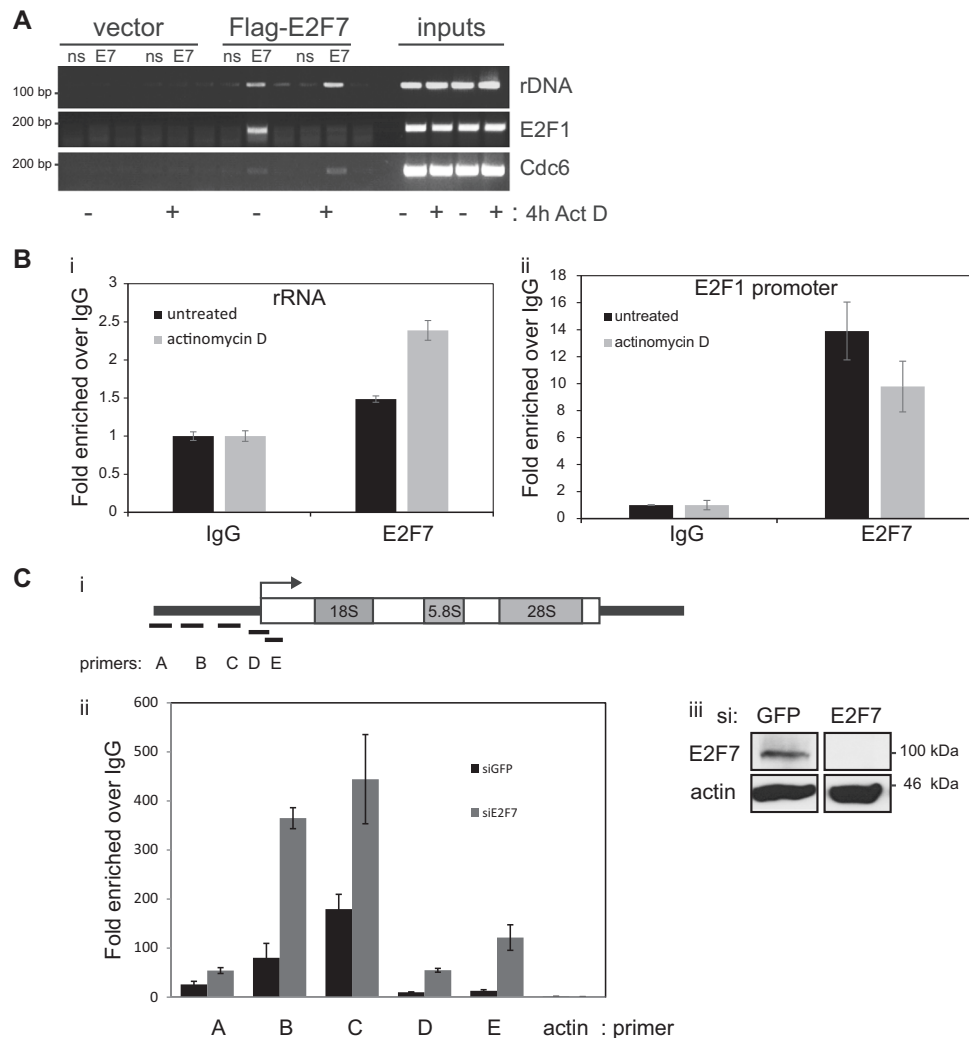 A
vector Flag-E2F7 inputs
ns E7 ns E7 ns E7 ns E7
100 bp rDNA
200 bp E2F1
200 bp Cdc6
- + - + - + - + : 4h Act D
B
i
rRNA
untreated
actinomycin D
Fold enriched over IgG
3
2.5
2
1.5
1
0.5
0
IgG E2F7
ii
E2F1 promoter
untreated
actinomycin D
Fold enriched over IgG
18
16
14
12
10
8
6
4
2
0
IgG E2F7
C
i
18S 5.8S 28S
primers: A B C D E
ii
Fold enriched over IgG
600
500
400
300
200
100
0
siGFP
siE2F7
A B C D E actin : primer
iii si: GFP E2F7
E2F7 100 kDa
actin 46 kDa